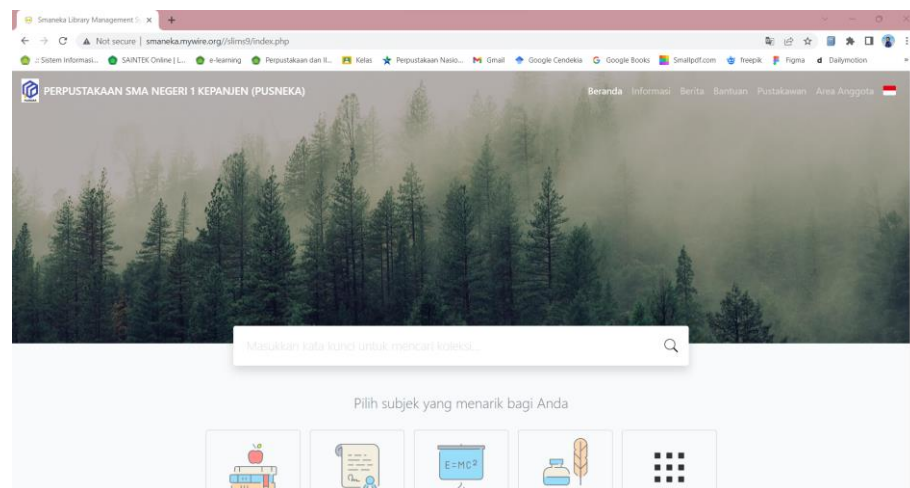 Smaneka Library Management S
Not secure | smaneka.mywire.org//slims9/index.php
.: Sistem Informasi... SAINTEK Online | L... e-learning Perpustakaan dan Il... Kelas Perpustakaan Nasio... Gmail Google Cendekia Google Books Smallpdf.com freepik Figma Dailymotion »
PERPUSTAKAAN SMA NEGERI 1 KEPANJEN (PUSNEKA)
Beranda Informasi Berita Bantuan Pustakawan Area Anggota
Masukkan kata kunci untuk mencari koleksi...
Pilih subjek yang menarik bagi Anda
E=MC²